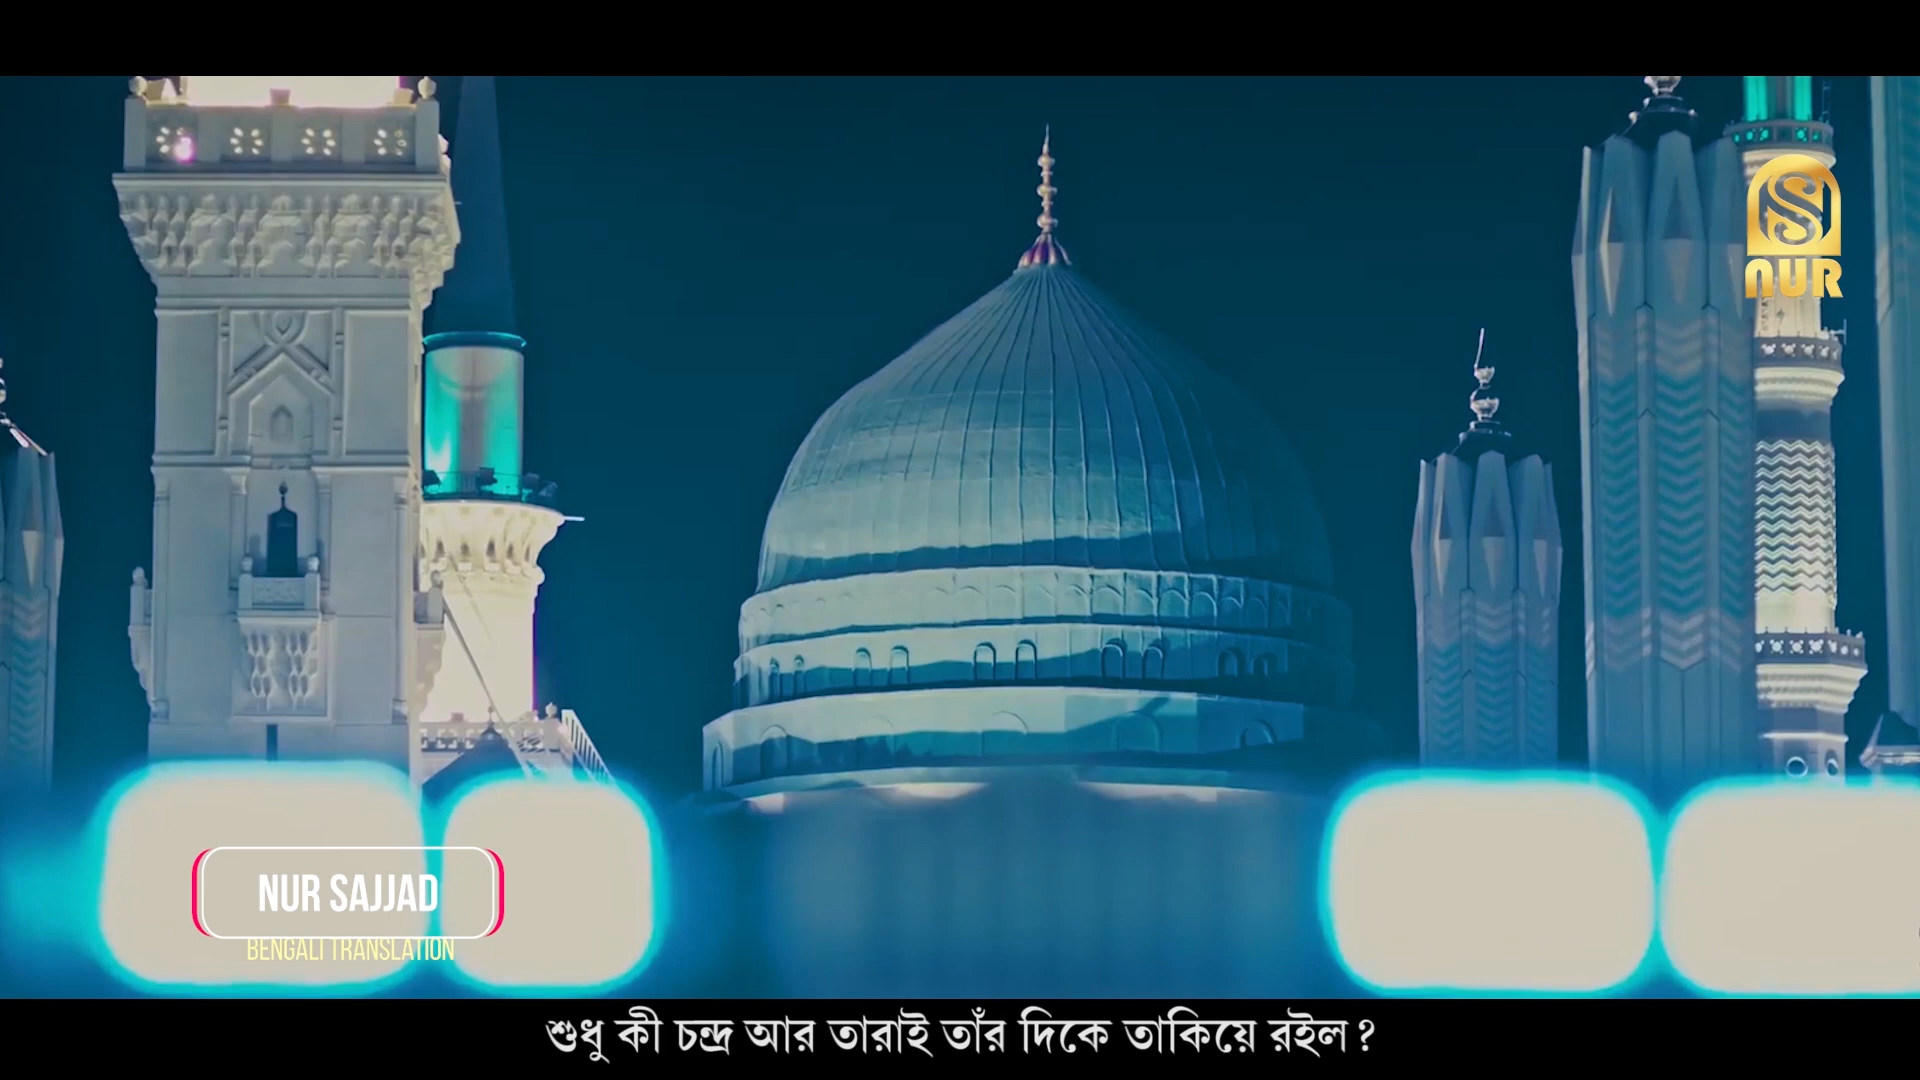 NUR
NUR SAJJAD
BENGALI TRANSLATION
শুধু কী চন্দ্র আর তারাই তাঁর দিকে তাকিয়ে রইল?